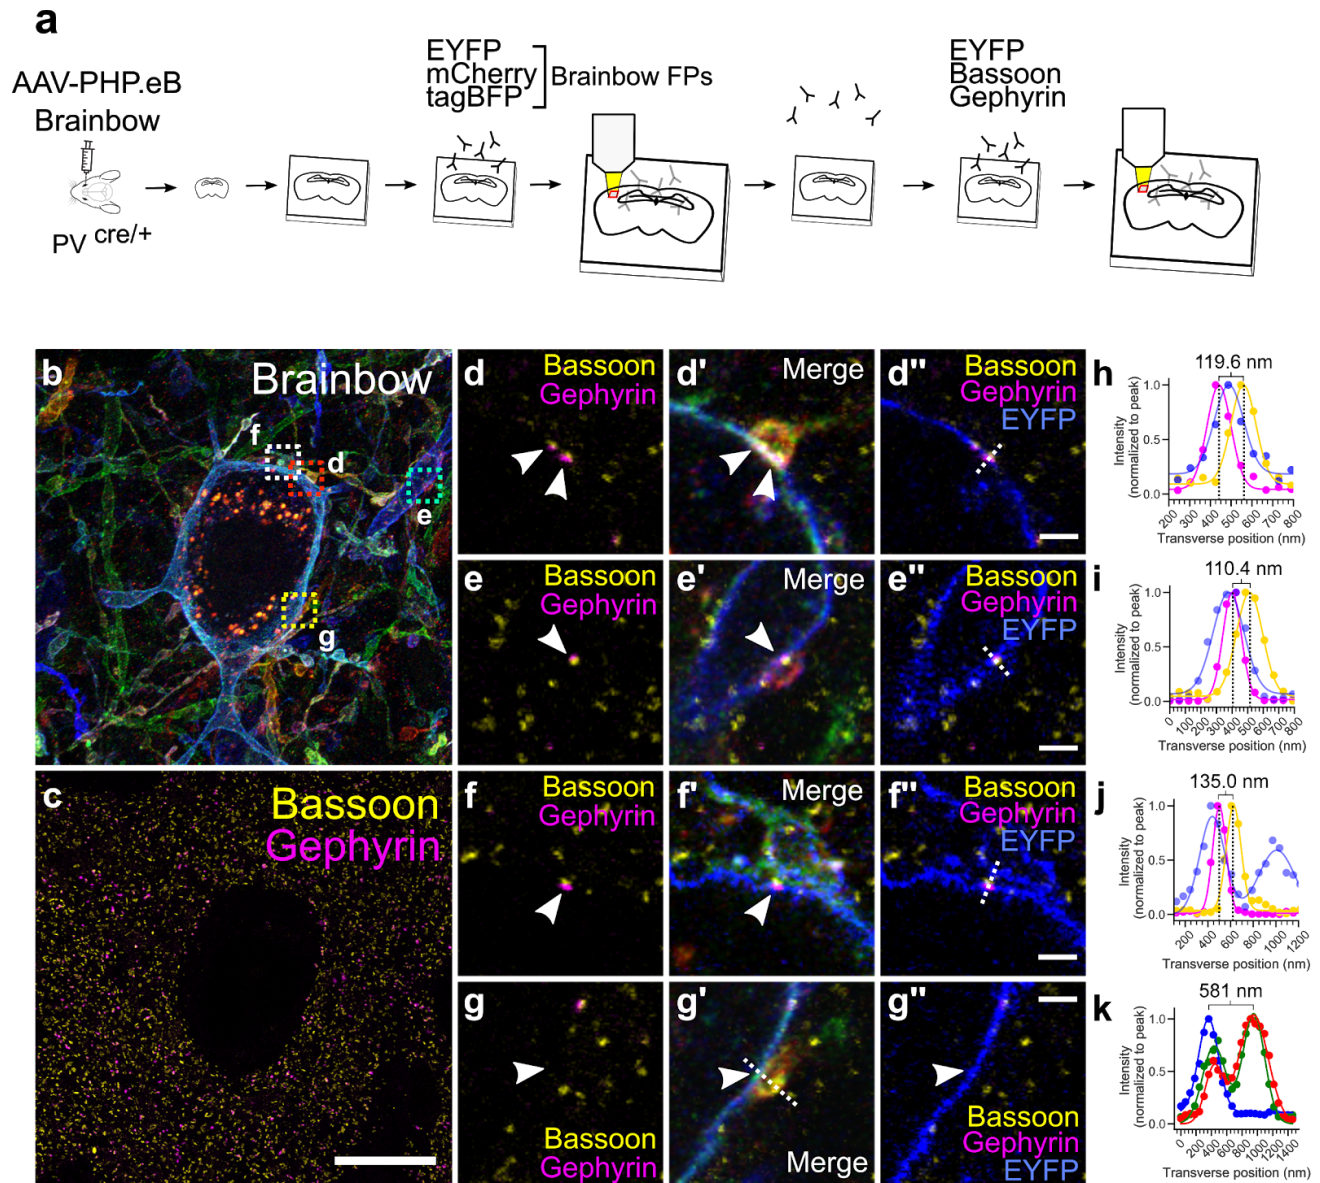 a
AAV-PHP.eB
Brainbow
PV cre/+
EYFP
mCherry
tagBFP
Brainbow FPs
EYFP
Bassoon
Gephyrin
b
Brainbow
f
d
e
g
c
Bassoon
Gephyrin
d
Bassoon
Gephyrin
d'
Merge
d"
Bassoon
Gephyrin
EYFP
e
Bassoon
Gephyrin
e'
Merge
e"
Bassoon
Gephyrin
EYFP
f
Bassoon
Gephyrin
f'
Merge
f"
Bassoon
Gephyrin
EYFP
g
Bassoon
Gephyrin
g'
Merge
g"
Bassoon
Gephyrin
EYFP
h
119.6 nm
Intensity
(normalized to peak)
1.0
0.5
0.0
200 300 400 500 600 700 800
Transverse position (nm)
i
110.4 nm
Intensity
(normalized to peak)
1.0
0.5
0.0
0 100 200 300 400 500 600 700 800
Transverse position (nm)
j
135.0 nm
Intensity
(normalized to peak)
1.0
0.5
0.0
200 400 600 800 1000 1200
Transverse position (nm)
k
581 nm
Intensity
(normalized to peak)
1.0
0.5
0.0
0 200 400 600 800 1000 1200 1400
Transverse position (nm)